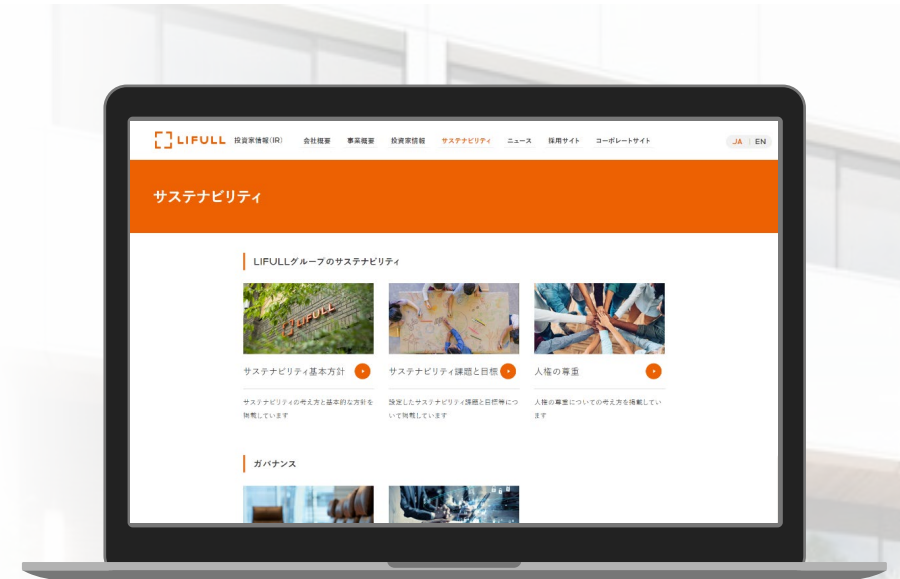 LIFULL 投資家情報(IR) 会社概要 事業概要 投資家情報 サステナビリティ ニュース 採用サイト コーポレートサイト JA EN
サステナビリティ
LIFULLグループのサステナビリティ
LIFULL
サステナビリティ基本方針 サステナビリティ課題と目標 人権の尊重
サステナビリティの考え方と基本的な方針を 設定したサステナビリティ課題と目標等につ 人権の尊重についての考え方を掲載してい
掲載しています いて掲載しています ます
ガバナンス